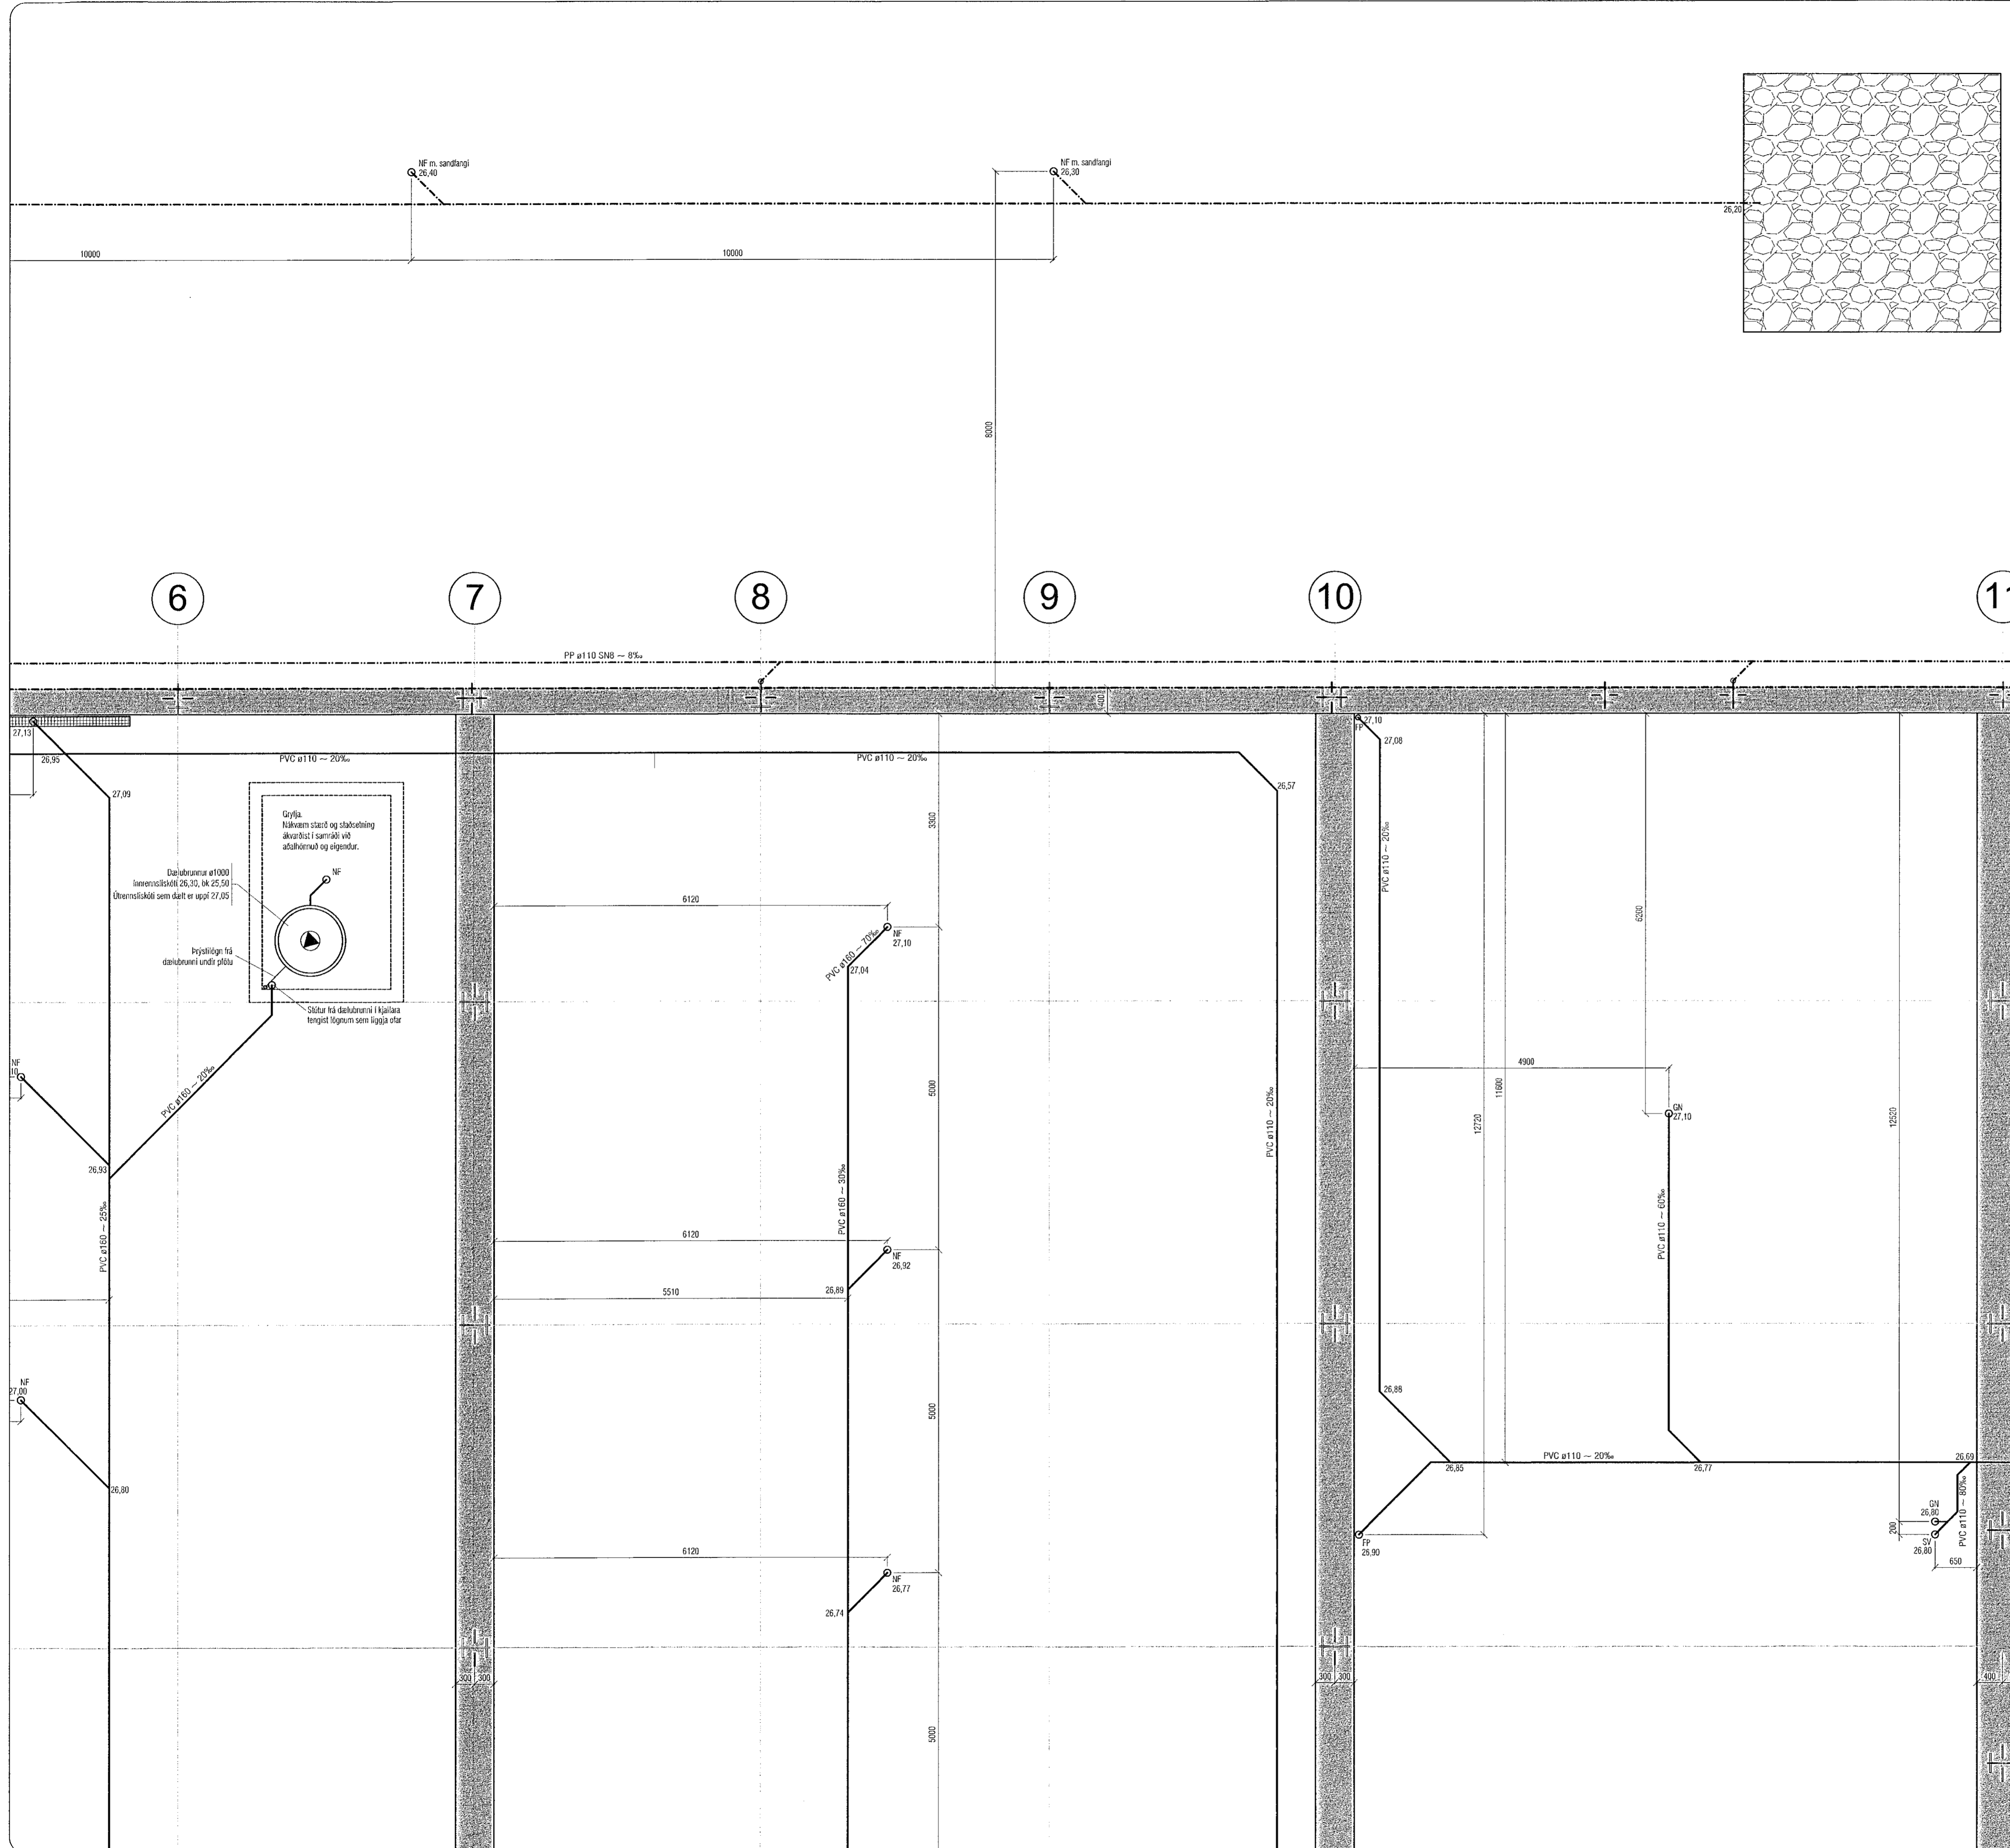 NF m. sandfangi
26,40
NF m. sandfangi
26,30
26,20
10000
10000
8000
6
7
8
9
10
11
PP ø110 SN8 ~ 8‰
400
27,13
26,95
27,09
PVC ø110 ~ 20‰
PVC ø110 ~ 20‰
26,57
FP
27,10
27,08
Gryfja.
Nákvæm stærð og staðsetning
ákvarðist í samráði við
aðalhönnuð og eigendur.
Dælubrunnur ø1000
Innrennsliskóti 26,30, bk 25,50
Útrennsliskóti sem dælt er uppí 27,05
NF
Þrýstilögn frá
dælubrunni undir plötu
Stútur frá dælubrunni í kjallara
tengist lögnum sem liggja ofar
3300
6120
NF
27,10
PVC ø160 ~ 70‰
27,04
PVC ø110 ~ 20‰
6200
NF
10
PVC ø160 ~ 20‰
26,93
PVC ø160 ~ 25‰
5000
PVC ø160 ~ 30‰
PVC ø110 ~ 20‰
4900
11600
12720
GN
27,10
12520
PVC ø110 ~ 60‰
6120
NF
26,92
5510
26,89
NF
27,00
26,80
5000
26,88
26,85
PVC ø110 ~ 20‰
26,77
26,69
GN
26,80
200
SV
26,80
PVC ø110 ~ 80‰
650
FP
26,90
6120
NF
26,77
26,74
300
300
300
300
400
5000